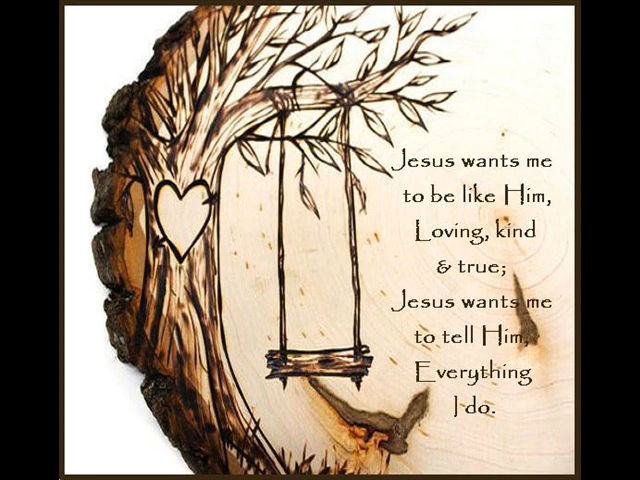 Jesus wants me
to be like Him,
Loving, kind
& true;
Jesus wants me
to tell Him,
Everything
I do.